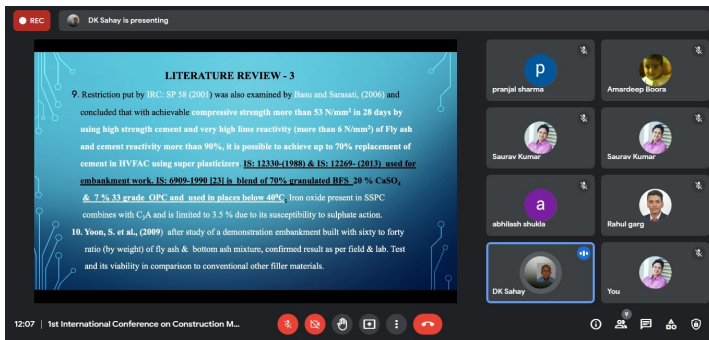 REC
DK Sahay is presenting
LITERATURE REVIEW - 3
9. Restriction put by IRC: SP 58 (2001) was also examined by Basu and Sarasati, (2006) and
concluded that with achievable compressive strength more than 53 N/mm² in 28 days by
using high strength cement and very high lime reactivity (more than 6 N/mm²) of Fly ash
and cement reactivity more than 90%, it is possible to achieve up to 70% replacement of
cement in HVFAC using super plasticizers IS: 12330-(1988) & IS: 12269- (2013) used for
embankment work. IS: 6909-1990 [23] is blend of 70% granulated BFS 20 % CaSO₄
& 7 % 33 grade OPC and used in places below 40⁰C. Iron oxide present in SSPC
combines with C₃A and is limited to 3.5 % due to its susceptibility to sulphate action.
10. Yoon, S. et al., (2009) after study of a demonstration embankment built with sixty to forty
ratio (by weight) of fly ash & bottom ash mixture, confirmed result as per field & lab. Test
and its viability in comparison to conventional other filler materials.
p
pranjal sharma
Amardeep Boora
Saurav Kumar
Saurav Kumar
a
abhilash shukla
Rahul garg
DK Sahay
You
12:07 | 1st International Conference on Construction M...
9